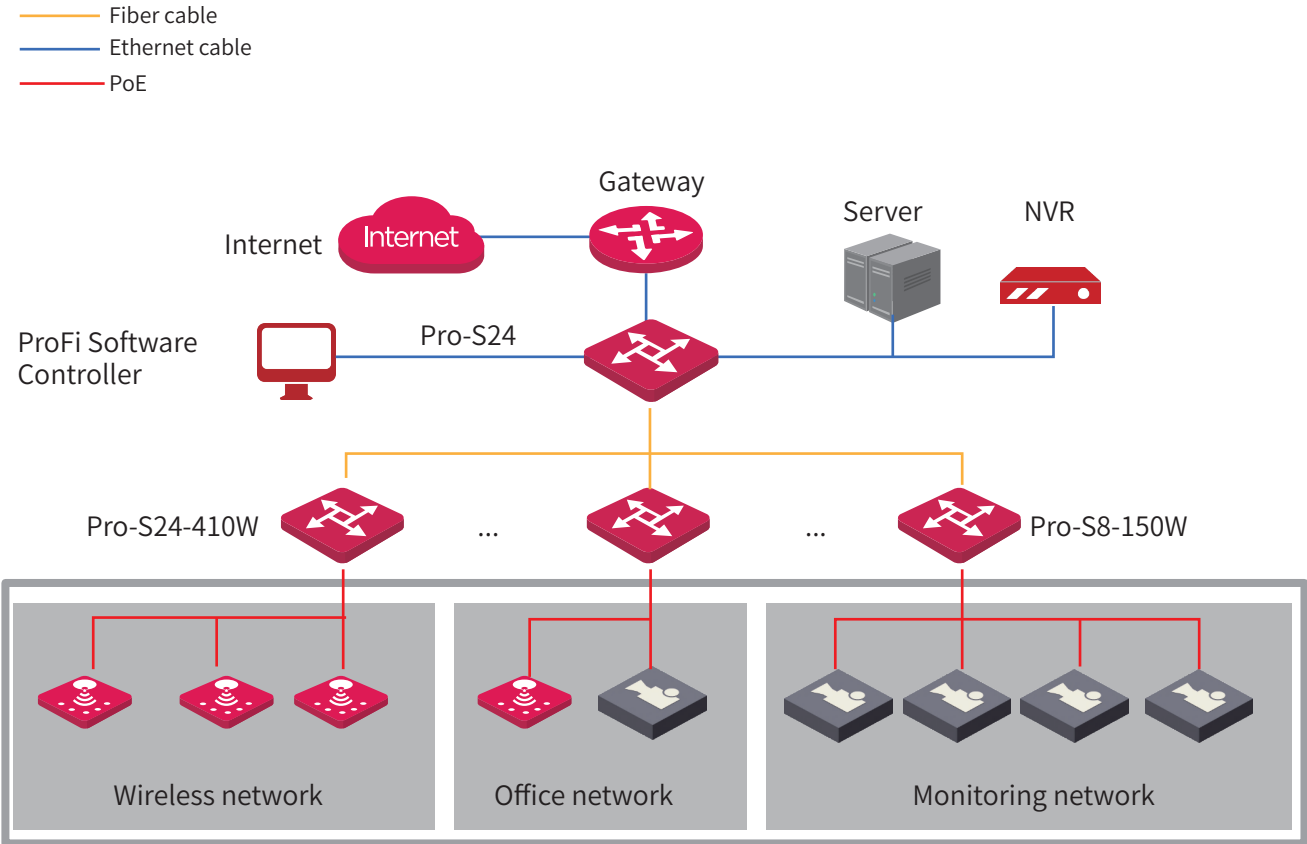 Fiber cable
Ethernet cable
PoE
Gateway
Server
NVR
Internet
Internet
ProFi Software
Controller
Pro-S24
Pro-S24-410W
...
...
Pro-S8-150W
Wireless network
Office network
Monitoring network